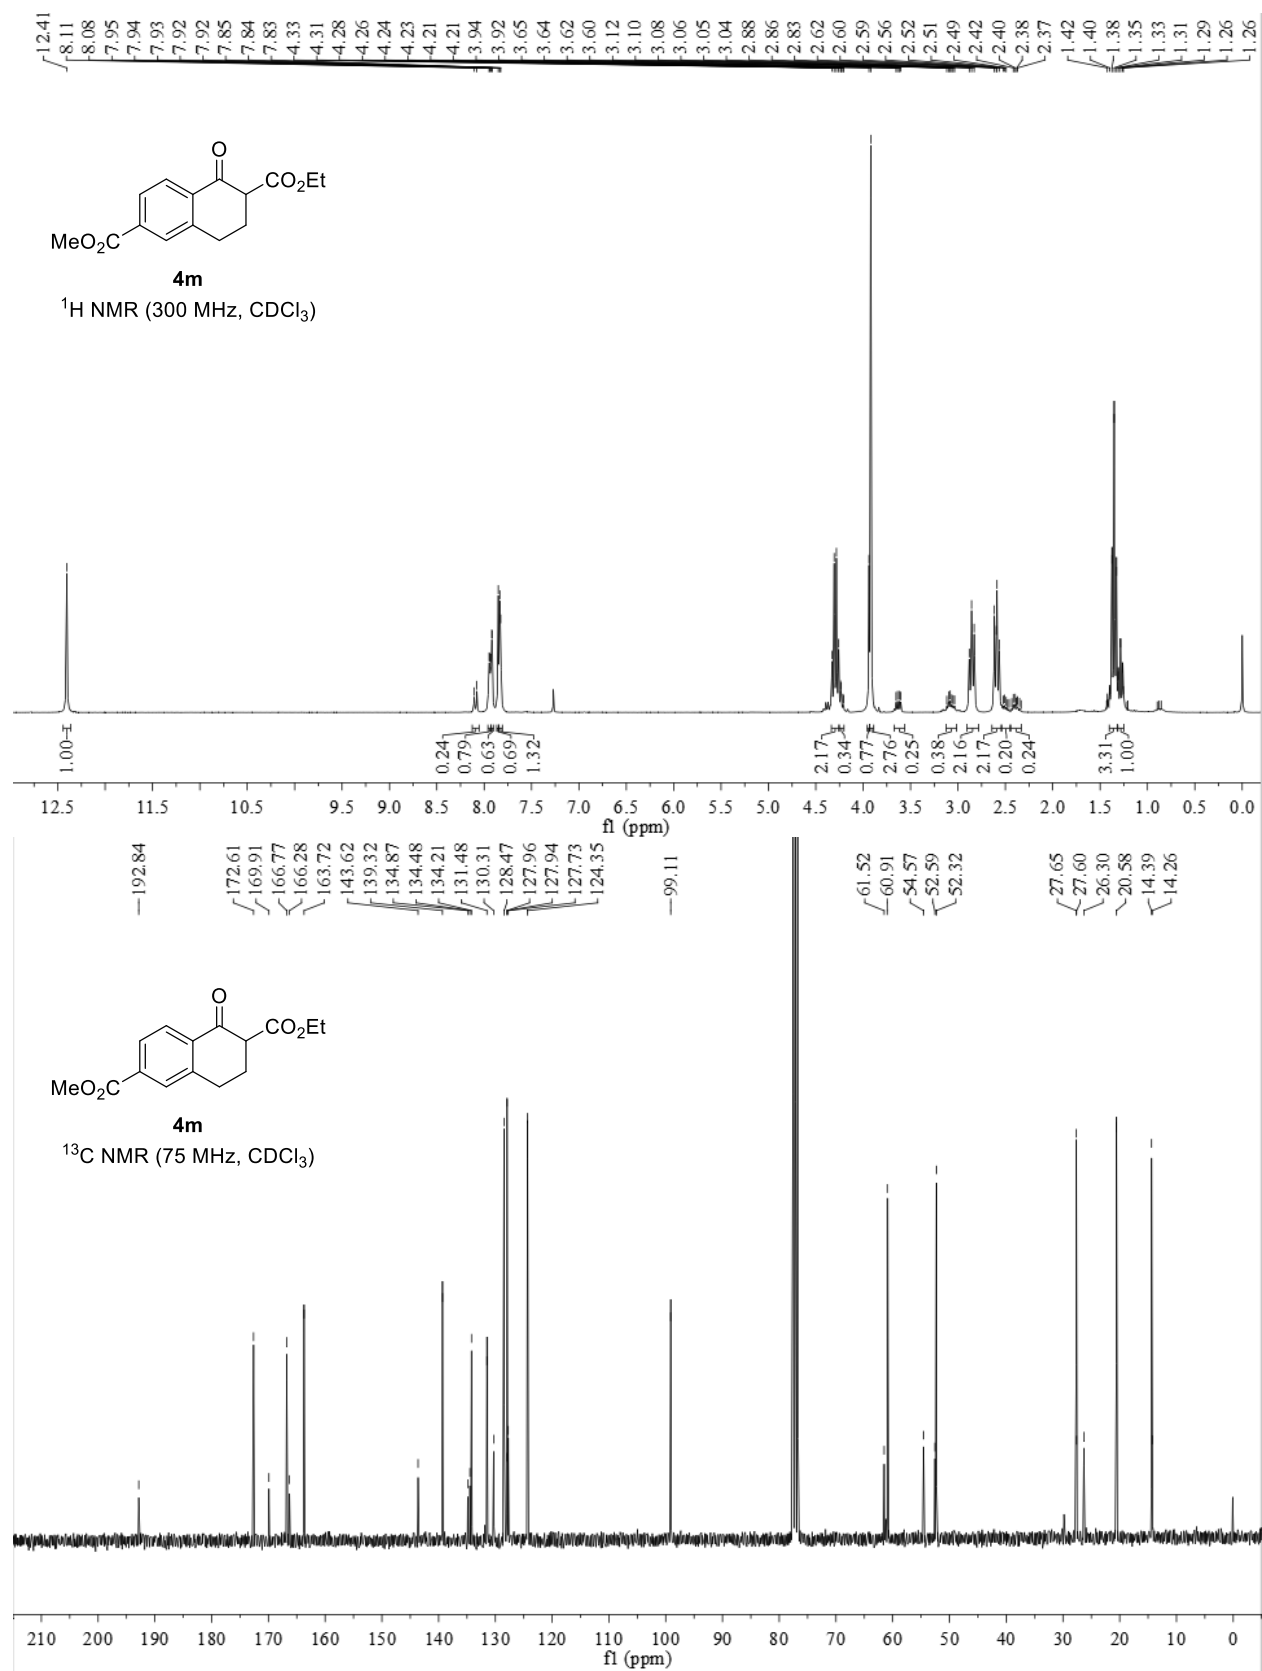 12.41 8.11 8.08 7.95 7.94 7.93 7.92 7.92 7.85 7.84 7.83 4.33 4.31 4.28 4.26 4.24 4.23 4.21 4.21 3.94 3.92 3.65 3.64 3.62 3.60 3.12 3.10 3.08 3.06 3.05 3.04 2.88 2.86 2.83 2.62 2.60 2.59 2.56 2.52 2.51 2.49 2.42 2.40 2.38 2.37 1.42 1.40 1.38 1.35 1.33 1.31 1.29 1.26 1.26
O
CO2Et
MeO2C
4m
1H NMR (300 MHz, CDCl3)
1.00 0.24 0.79 0.63 0.69 1.32 2.17 0.34 0.77 2.76 0.25 0.38 2.16 2.17 0.20 0.24 3.31 1.00
12.5 11.5 10.5 9.5 9.0 8.5 8.0 7.5 7.0 6.5 6.0 5.5 5.0 4.5 4.0 3.5 3.0 2.5 2.0 1.5 1.0 0.5 0.0
f1 (ppm)
192.84 172.61 169.91 166.77 166.28 163.72 143.62 139.32 134.87 134.48 134.21 131.48 130.31 128.47 127.96 127.94 127.73 124.35 99.11 61.52 60.91 54.57 52.59 52.32 27.65 27.60 26.30 20.58 14.39 14.26
O
CO2Et
MeO2C
4m
13C NMR (75 MHz, CDCl3)
210 200 190 180 170 160 150 140 130 120 110 100 90 80 70 60 50 40 30 20 10 0
f1 (ppm)